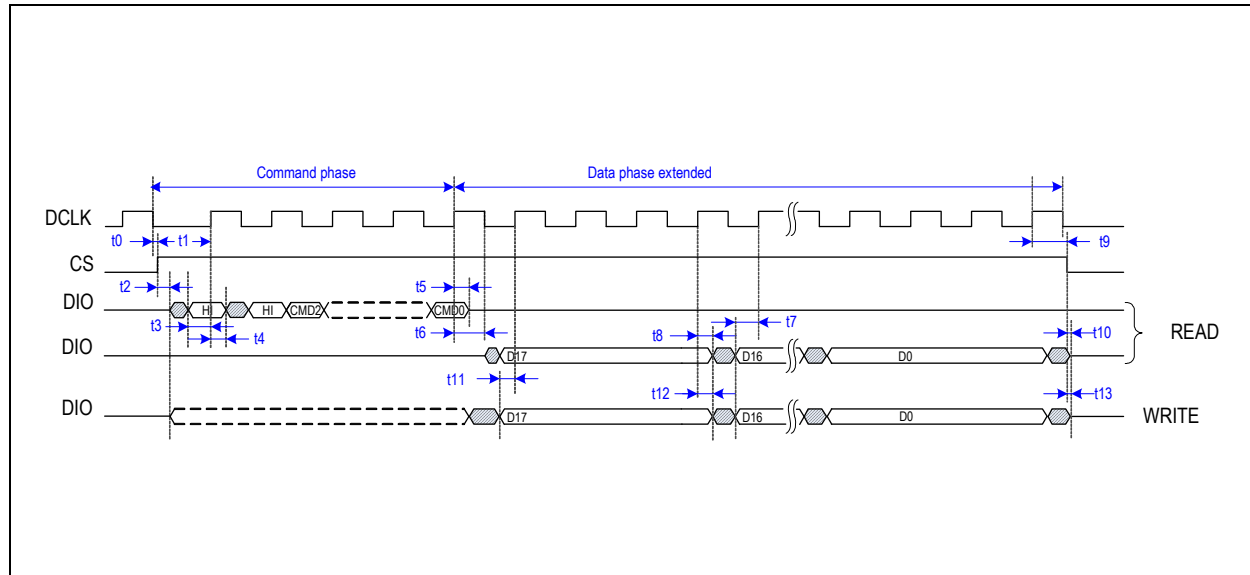 Command phase Data phase extended
DCLK
t0 t1 t9
CS
t2 t5
DIO HI HI CMD2 CMD0
t3 t4 t6 t8 t7 t10 READ
DIO D17 D16 D0
t11 t12 t13
DIO D17 D16 D0 WRITE